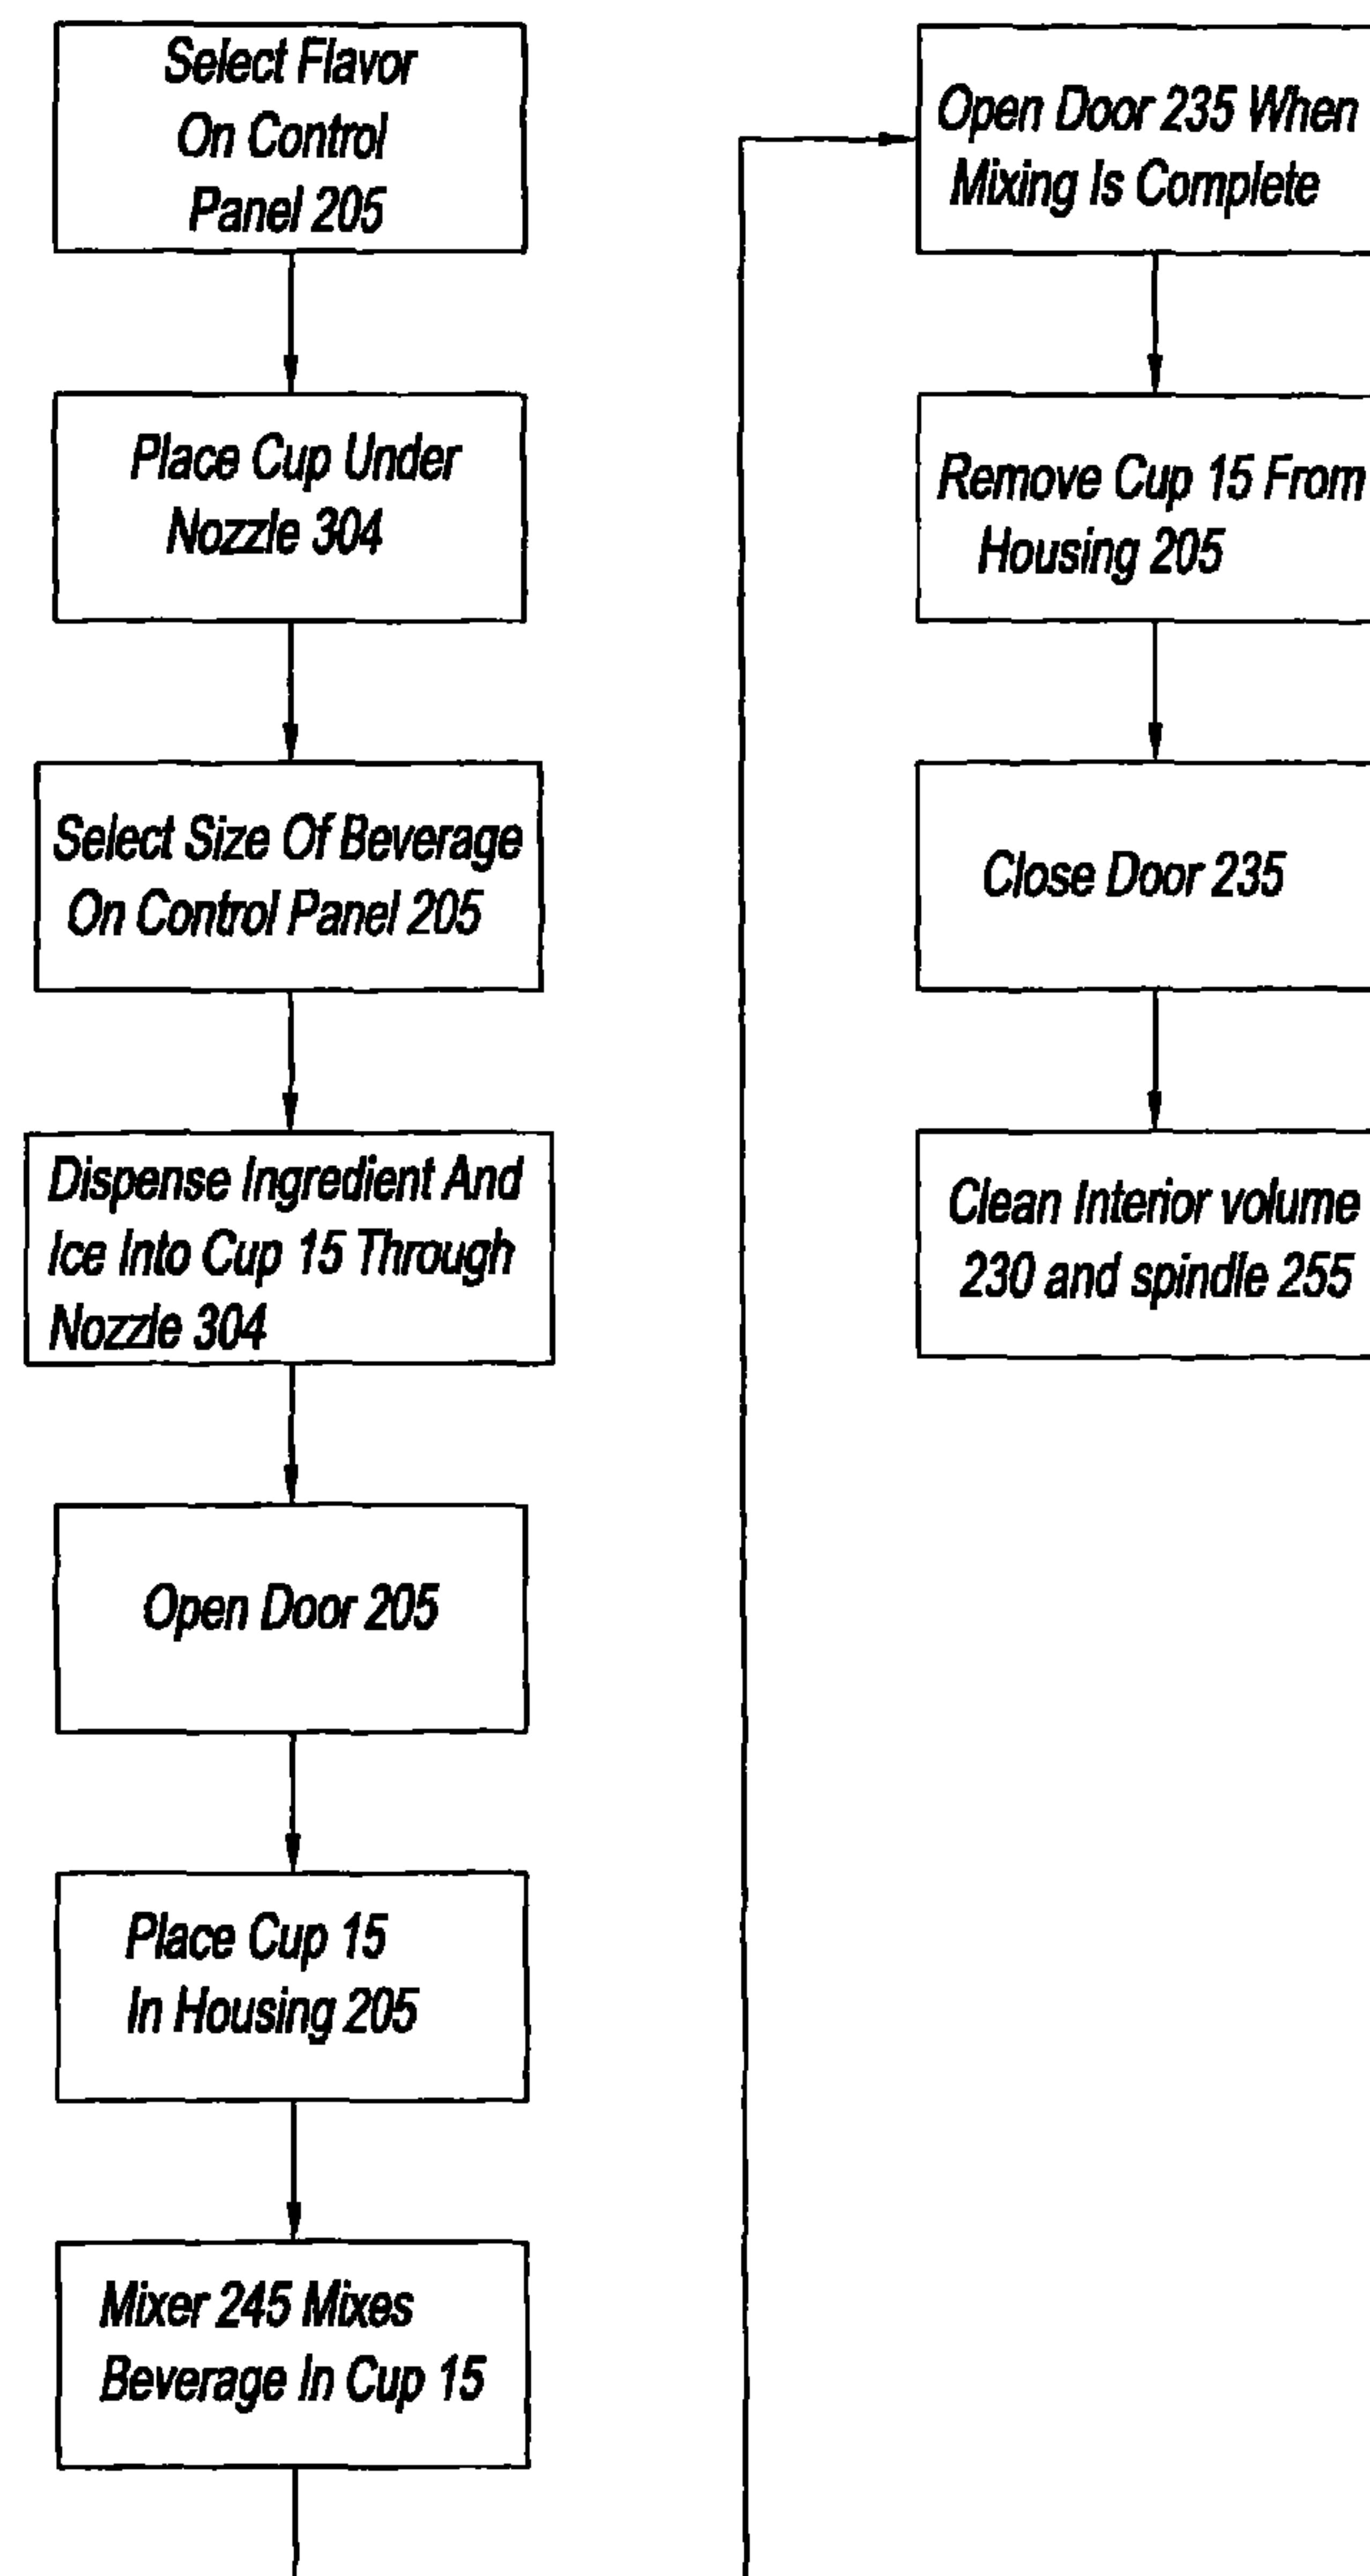 Select Flavor
On Control
Panel 205
Place Cup Under
Nozzle 304
Select Size Of Beverage
On Control Panel 205
Dispense Ingredient And
Ice Into Cup 15 Through
Nozzle 304
Open Door 205
Place Cup 15
In Housing 205
Mixer 245 Mixes
Beverage In Cup 15
Open Door 235 When
Mixing Is Complete
Remove Cup 15 From
Housing 205
Close Door 235
Clean Interior volume
230 and spindle 255